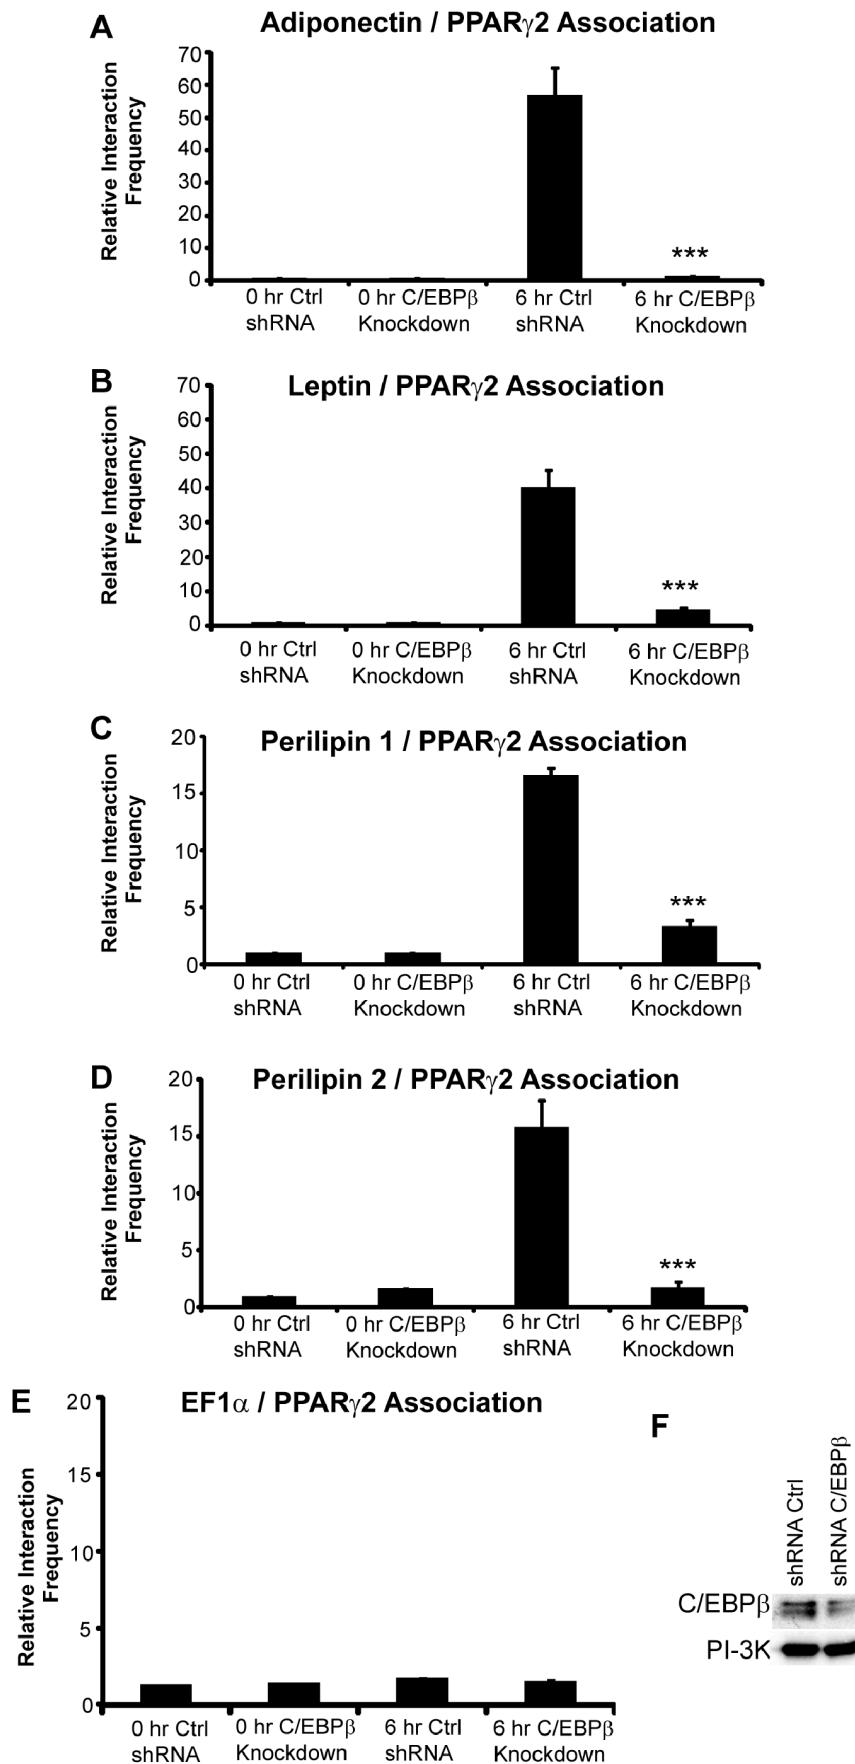 A
Adiponectin / PPARγ2 Association
Relative Interaction
Frequency
70
60
50
40
30
20
10
0
***
0 hr Ctrl
shRNA
0 hr C/EBPβ
Knockdown
6 hr Ctrl
shRNA
6 hr C/EBPβ
Knockdown
B
Leptin / PPARγ2 Association
Relative Interaction
Frequency
70
60
50
40
30
20
10
0
***
0 hr Ctrl
shRNA
0 hr C/EBPβ
Knockdown
6 hr Ctrl
shRNA
6 hr C/EBPβ
Knockdown
C
Perilipin 1 / PPARγ2 Association
Relative Interaction
Frequency
20
15
10
5
0
***
0 hr Ctrl
shRNA
0 hr C/EBPβ
Knockdown
6 hr Ctrl
shRNA
6 hr C/EBPβ
Knockdown
D
Perilipin 2 / PPARγ2 Association
Relative Interaction
Frequency
20
15
10
5
0
***
0 hr Ctrl
shRNA
0 hr C/EBPβ
Knockdown
6 hr Ctrl
shRNA
6 hr C/EBPβ
Knockdown
E
EF1α / PPARγ2 Association
Relative Interaction
Frequency
20
15
10
5
0
0 hr Ctrl
shRNA
0 hr C/EBPβ
Knockdown
6 hr Ctrl
shRNA
6 hr C/EBPβ
Knockdown
F
shRNA Ctrl
shRNA C/EBPβ
C/EBPβ
PI-3K